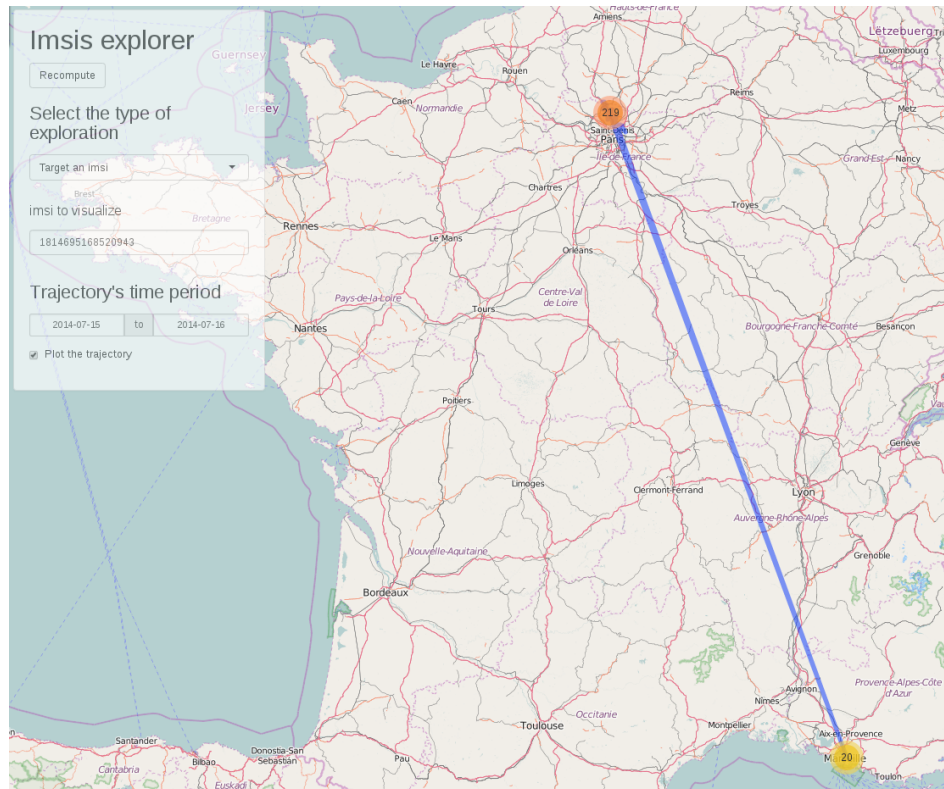 Imsis explorer
Recompute
Select the type of
exploration
Target an imsi
imsi to visualize
1814695168520943
Trajectory's time period
2014-07-15 to 2014-07-16
Plot the trajectory
Hauts-de-France
Amiens
Guernsey
Lëtzebuerg
Luxembourg
Le Havre
Rouen
Jersey
Caen
Normandie
Reims
Metz
219
Saint-Denis
Paris
Île-de-France
Grand-Est
Nancy
Chartres
Brest
Bretagne
Troyes
Rennes
Le Mans
Orléans
Centre-Val
de Loire
Pays-de-la-Loire
Tours
Nantes
Bourgogne-Franche-Comté
Besançon
Poitiers
Genève
Limoges
Clermont-Ferrand
Lyon
Auvergne-Rhône-Alpes
Nouvelle-Aquitaine
Grenoble
Bordeaux
Provence-Alpes-Côte
d'Azur
Avignon
Nîmes
Occitanie
Toulouse
Montpellier
Aix-en-Provence
Santander
Donostia-San
Sebastián
Bilbao
Pau
20
Toulon
Cantabria
Euskadi